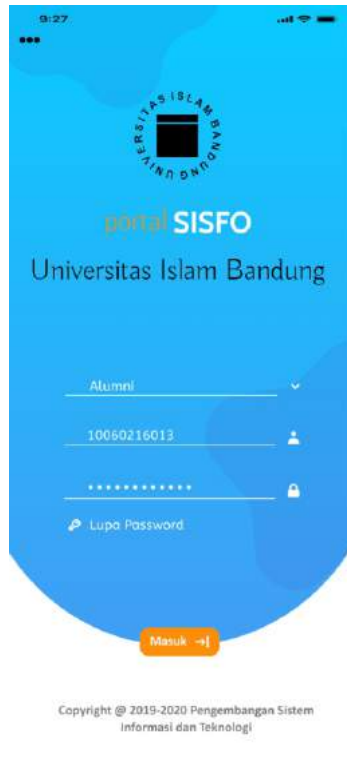 9:27
UNIVERSITAS ISLAM BANDUNG
portal SISFO
Universitas Islam Bandung
Alumni
10060216013
Lupa Password
Masuk
Copyright @ 2019-2020 Pengembangan Sistem
Informasi dan Teknologi